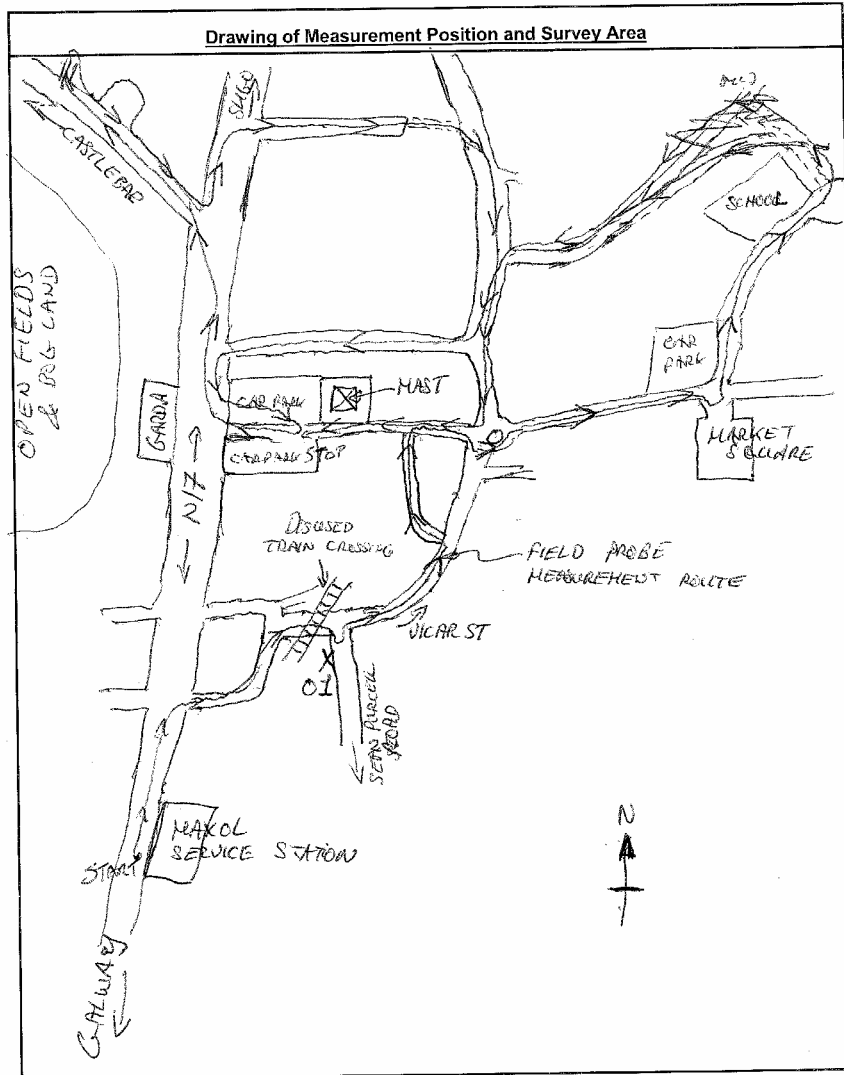 Drawing of Measurement Position and Survey Area
SLIGO
CASTLEBAR
SCHOOL
OPEN FIELDS
& BOG LAND
CAR
PARK
CAR PARK
MAST
GARDA
CARPARK STOP
MARKET
SQUARE
N17
DISUSED
TRAIN CROSSING
FIELD PROBE
MEASUREMENT ROUTE
VICAR ST
X
01
SEAN PURCELL
ROAD
MAXOL
SERVICE STATION
START
N
GALWAY